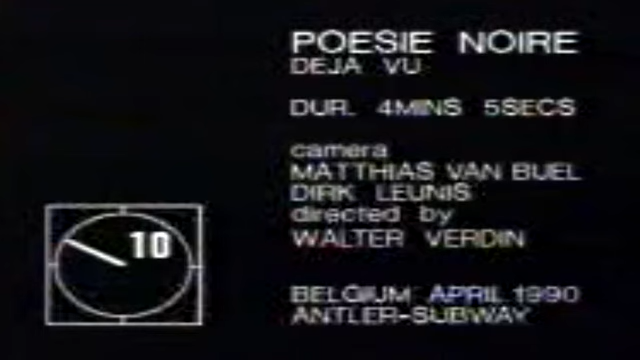 POESIE NOIRE
DEJA VU
DUR. 4MINS 5SECS
camera
MATTHIAS VAN BUEL
DIRK LEUNIS
directed by
WALTER VERDIN
10
BELGIUM APRIL 1990
ANTLER-SUBWAY